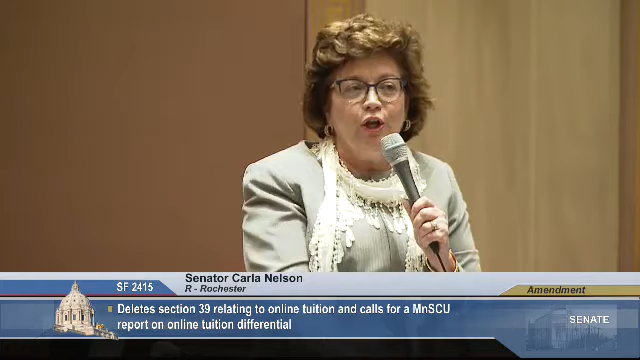 Senator Carla Nelson
SF 2415
R - Rochester
Amendment
Deletes section 39 relating to online tuition and calls for a MnSCU
report on online tuition differential
SENATE